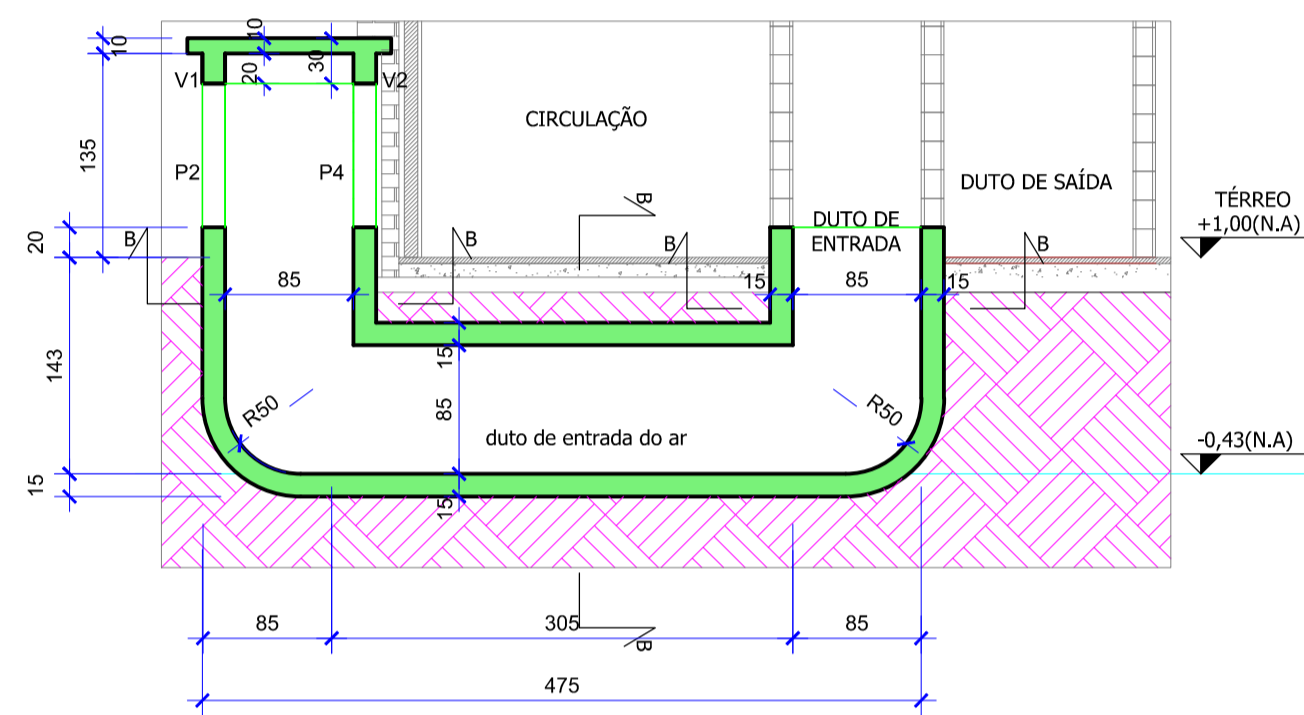 10
10
20
30
V1
V2
135
P2
P4
CIRCULAÇÃO
DUTO DE SAÍDA
DUTO DE
ENTRADA
TÉRREO
+1,00(N.A)
B
B
B
B
B
20
85
15
85
15
143
15
R50
R50
85
duto de entrada do ar
-0,43(N.A)
15
15
85
305
85
B
475